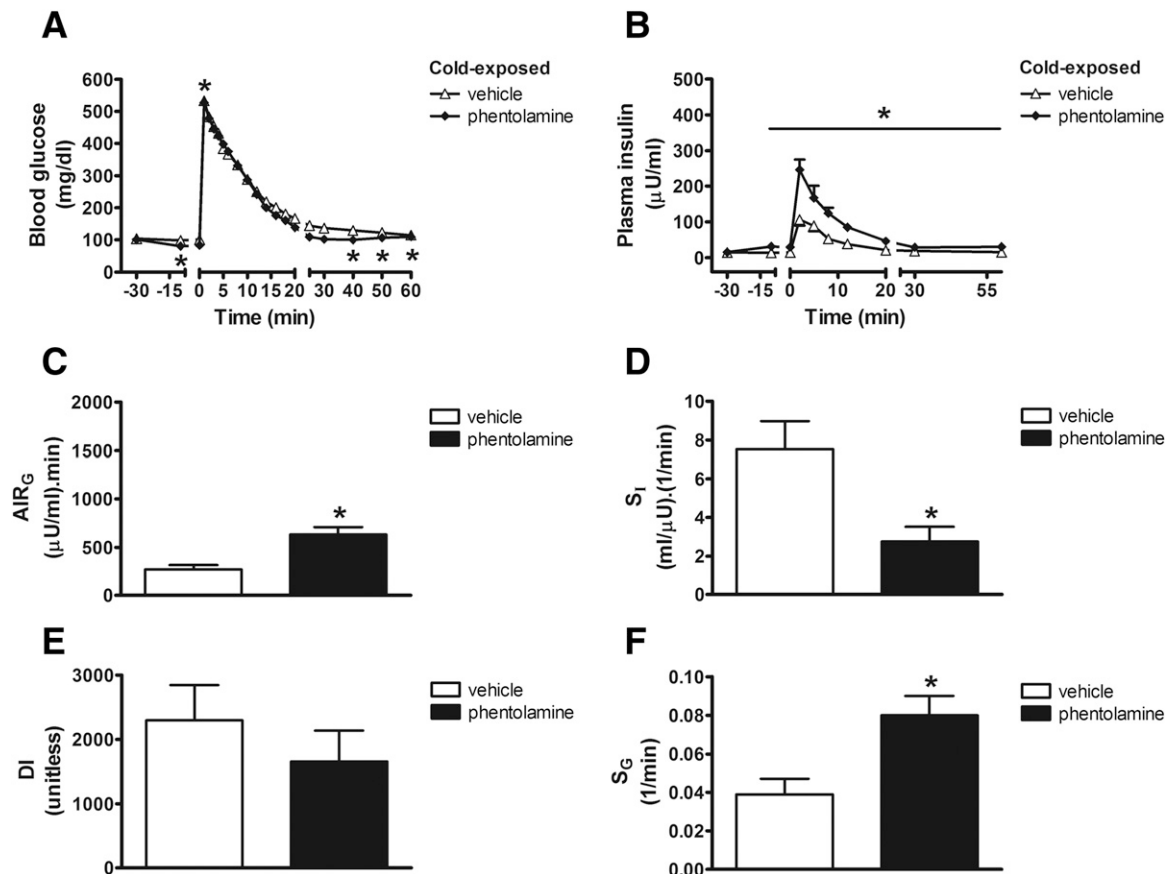 A
Cold-exposed
vehicle
phentolamine
Blood glucose
(mg/dl)
600
500
400
300
200
100
0
*
*
*
*
*
-30
-15
0
5
10
15
20
30
40
50
60
Time (min)
B
Cold-exposed
vehicle
phentolamine
Plasma insulin
(μU/ml)
500
400
300
200
100
0
*
-30
-15
0
10
20
30
55
Time (min)
C
vehicle
phentolamine
AIRG
(μU/ml).min
2000
1500
1000
500
0
*
D
vehicle
phentolamine
SI
(ml/μU).(1/min)
10
8
6
4
2
0
*
E
vehicle
phentolamine
DI
(unitless)
3000
2000
1000
0
F
vehicle
phentolamine
SG
(1/min)
0.10
0.08
0.06
0.04
0.02
0.00
*